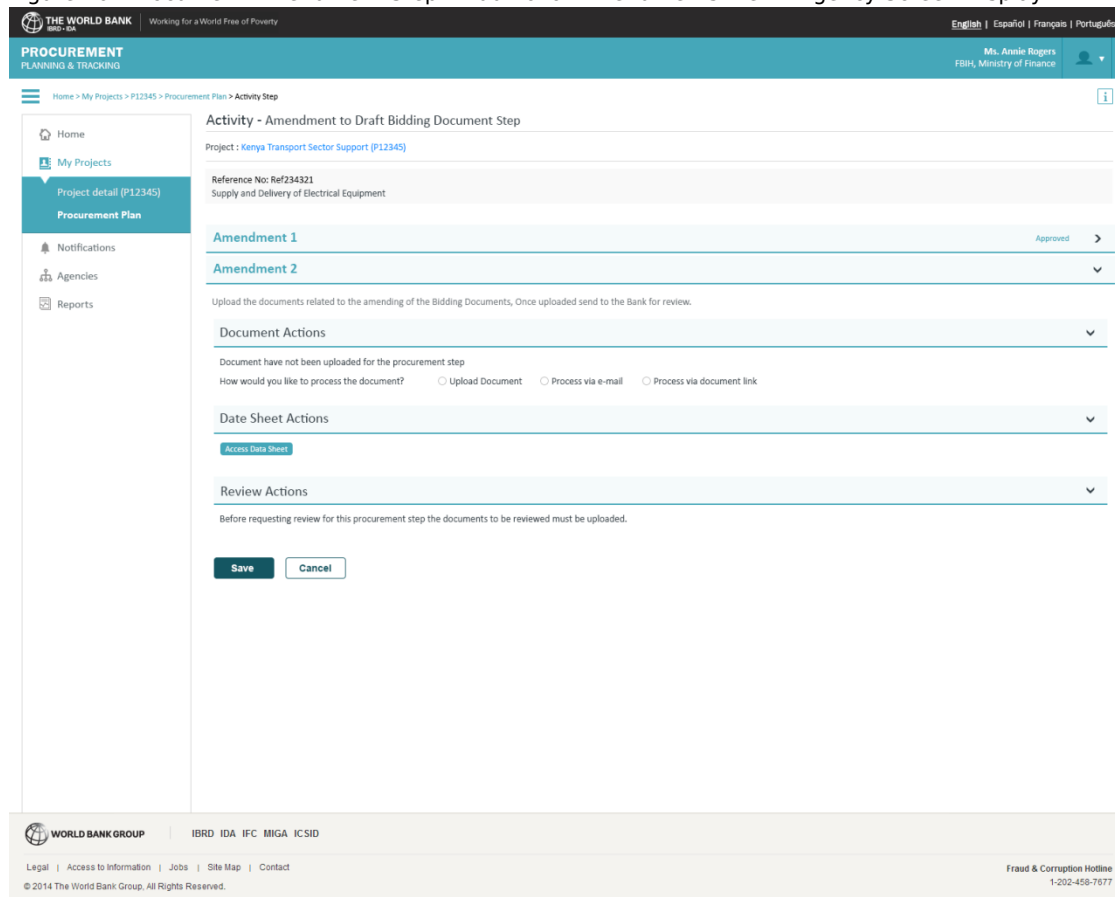 THE WORLD BANK
IBRD • IDA
Working for a World Free of Poverty
English | Español | Français | Português
PROCUREMENT
PLANNING & TRACKING
Ms. Annie Rogers
FBIH, Ministry of Finance
Home > My Projects > P12345 > Procurement Plan > Activity Step
i
Home
My Projects
Project detail (P12345)
Procurement Plan
Notifications
Agencies
Reports
Activity - Amendment to Draft Bidding Document Step
Project : Kenya Transport Sector Support (P12345)
Reference No: Ref234321
Supply and Delivery of Electrical Equipment
Amendment 1 Approved
Amendment 2
Upload the documents related to the amending of the Bidding Documents, Once uploaded send to the Bank for review.
Document Actions
Document have not been uploaded for the procurement step
How would you like to process the document? Upload Document Process via e-mail Process via document link
Date Sheet Actions
Access Data Sheet
Review Actions
Before requesting review for this procurement step the documents to be reviewed must be uploaded.
Save Cancel
WORLD BANK GROUP IBRD IDA IFC MIGA ICSID
Legal | Access to Information | Jobs | Site Map | Contact
© 2014 The World Bank Group, All Rights Reserved.
Fraud & Corruption Hotline
1-202-458-7677